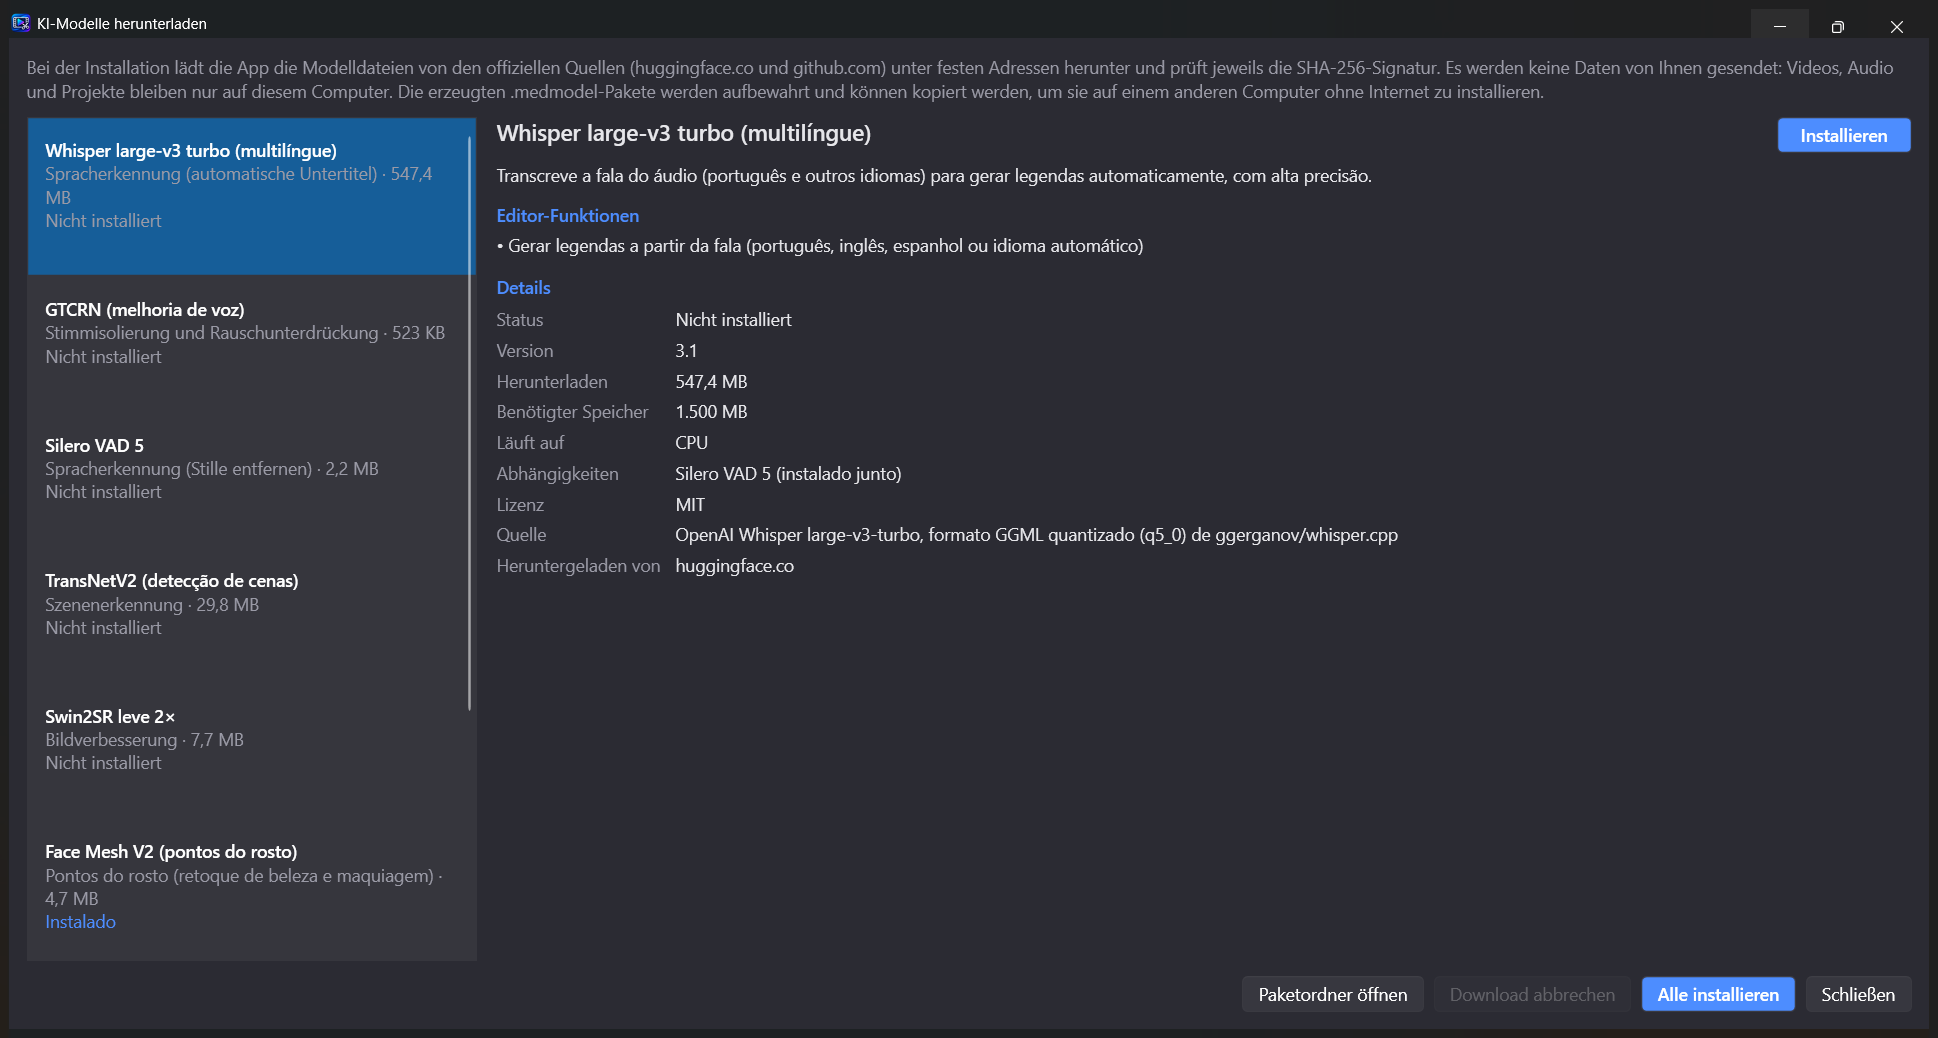 KI-Modelle herunterladen
Bei der Installation lädt die App die Modelldateien von den offiziellen Quellen (huggingface.co und github.com) unter festen Adressen herunter und prüft jeweils die SHA-256-Signatur. Es werden keine Daten von Ihnen gesendet: Videos, Audio
und Projekte bleiben nur auf diesem Computer. Die erzeugten .medmodel-Pakete werden aufbewahrt und können kopiert werden, um sie auf einem anderen Computer ohne Internet zu installieren.
Whisper large-v3 turbo (multilíngue)
Spracherkennung (automatische Untertitel) · 547,4
MB
Nicht installiert
GTCRN (melhoria de voz)
Stimmisolierung und Rauschunterdrückung · 523 KB
Nicht installiert
Silero VAD 5
Spracherkennung (Stille entfernen) · 2,2 MB
Nicht installiert
TransNetV2 (detecção de cenas)
Szenenerkennung · 29,8 MB
Nicht installiert
Swin2SR leve 2×
Bildverbesserung · 7,7 MB
Nicht installiert
Face Mesh V2 (pontos do rosto)
Pontos do rosto (retoque de beleza e maquiagem) ·
4,7 MB
Instalado
Whisper large-v3 turbo (multilíngue)
Installieren
Transcreve a fala do áudio (português e outros idiomas) para gerar legendas automaticamente, com alta precisão.
Editor-Funktionen
• Gerar legendas a partir da fala (português, inglês, espanhol ou idioma automático)
Details
Status Nicht installiert
Version 3.1
Herunterladen 547,4 MB
Benötigter Speicher 1.500 MB
Läuft auf CPU
Abhängigkeiten Silero VAD 5 (instalado junto)
Lizenz MIT
Quelle OpenAI Whisper large-v3-turbo, formato GGML quantizado (q5_0) de ggerganov/whisper.cpp
Heruntergeladen von huggingface.co
Paketordner öffnen Download abbrechen Alle installieren Schließen